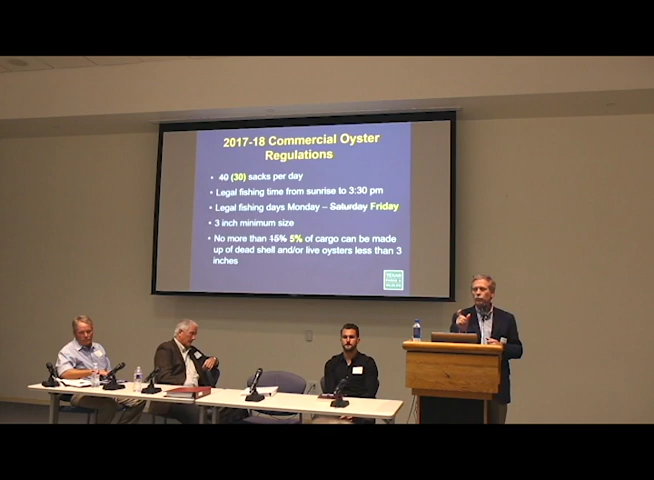 2017-18 Commercial Oyster
Regulations
• 40 (30) sacks per day
• Legal fishing time from sunrise to 3:30 pm
• Legal fishing days Monday – Saturday Friday
• 3 inch minimum size
• No more than 15% 5% of cargo can be made
up of dead shell and/or live oysters less than 3
inches
TEXAS